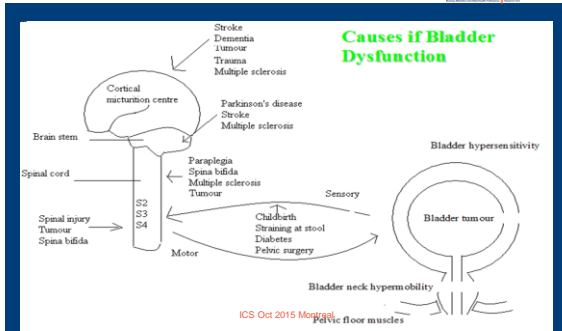 Causes if Bladder
Dysfunction
Stroke
Dementia
Tumour
Trauma
Multiple sclerosis
Cortical
micturition centre
Parkinson's disease
Stroke
Multiple sclerosis
Brain stem
Bladder hypersensitivity
Paraplegia
Spina bifida
Multiple sclerosis
Tumour
Spinal cord
Sensory
S2
S3
S4
Spinal injury
Tumour
Spina bifida
Childbirth
Straining at stool
Diabetes
Pelvic surgery
Bladder tumour
Motor
Bladder neck hypermobility
ICS Oct 2015 Montreal
Pelvic floor muscles